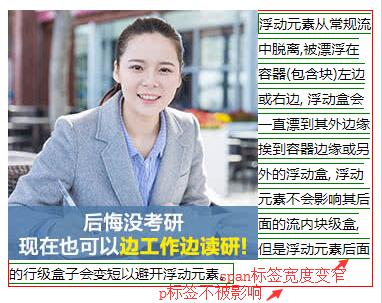 浮动元素从常规流
中脱离,被漂浮在
容器(包含块)左边
或右边, 浮动盒会
一直漂到其外边缘
挨到容器边缘或另
外的浮动盒, 浮动
元素不会影响其后
面的流内块级盒,
但是浮动元素后面
后悔没考研
现在也可以边工作边读研!
的行级盒子会变短以避开浮动元素。
span标签宽度变窄
p标签不被影响